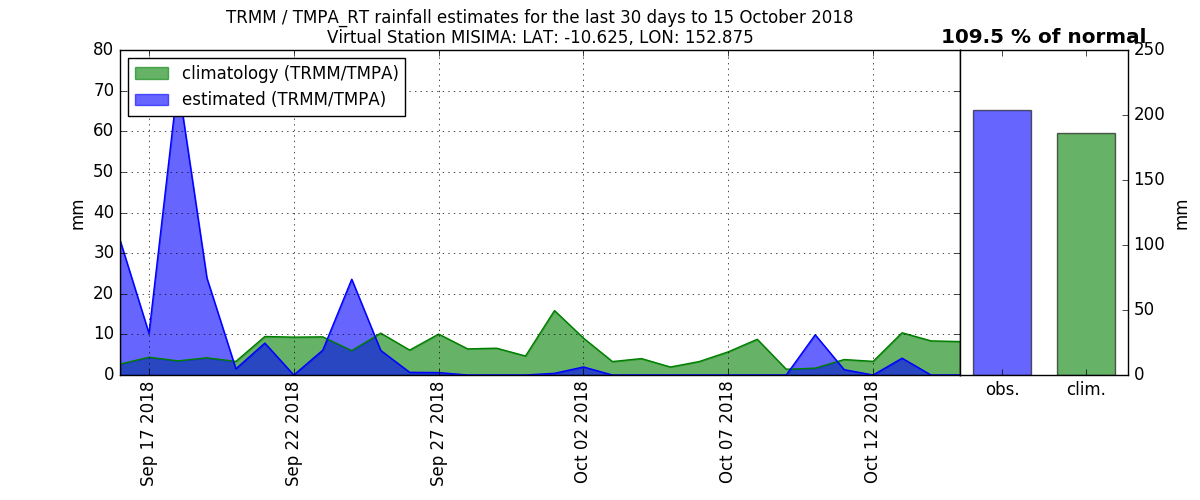 TRMM / TMPA_RT rainfall estimates for the last 30 days to 15 October 2018
Virtual Station MISIMA: LAT: -10.625, LON: 152.875
109.5 % of normal
climatology (TRMM/TMPA)
estimated (TRMM/TMPA)
80
70
60
50
40
30
20
10
0
mm
Sep 17 2018
Sep 22 2018
Sep 27 2018
Oct 02 2018
Oct 07 2018
Oct 12 2018
250
200
150
100
50
0
mm
obs.
clim.